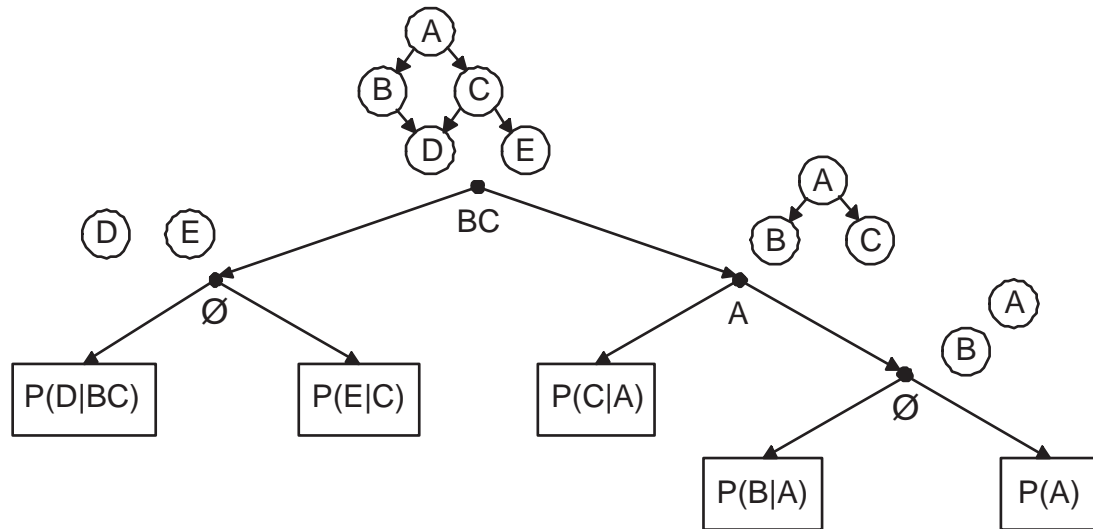 A
B C
D E
A
BC
D E
B C
A
Ø
A
B
P(D|BC) P(E|C) P(C|A)
Ø
P(B|A) P(A)